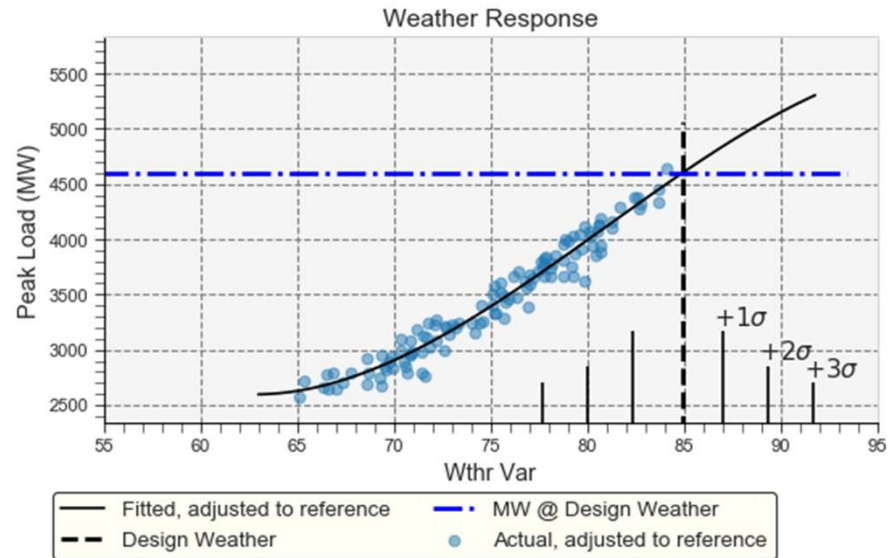 Weather Response
Peak Load (MW)
5500
5000
4500
4000
3500
3000
2500
+1σ
+2σ
+3σ
55 60 65 70 75 80 85 90 95
Wthr Var
Fitted, adjusted to reference MW @ Design Weather
Design Weather Actual, adjusted to reference